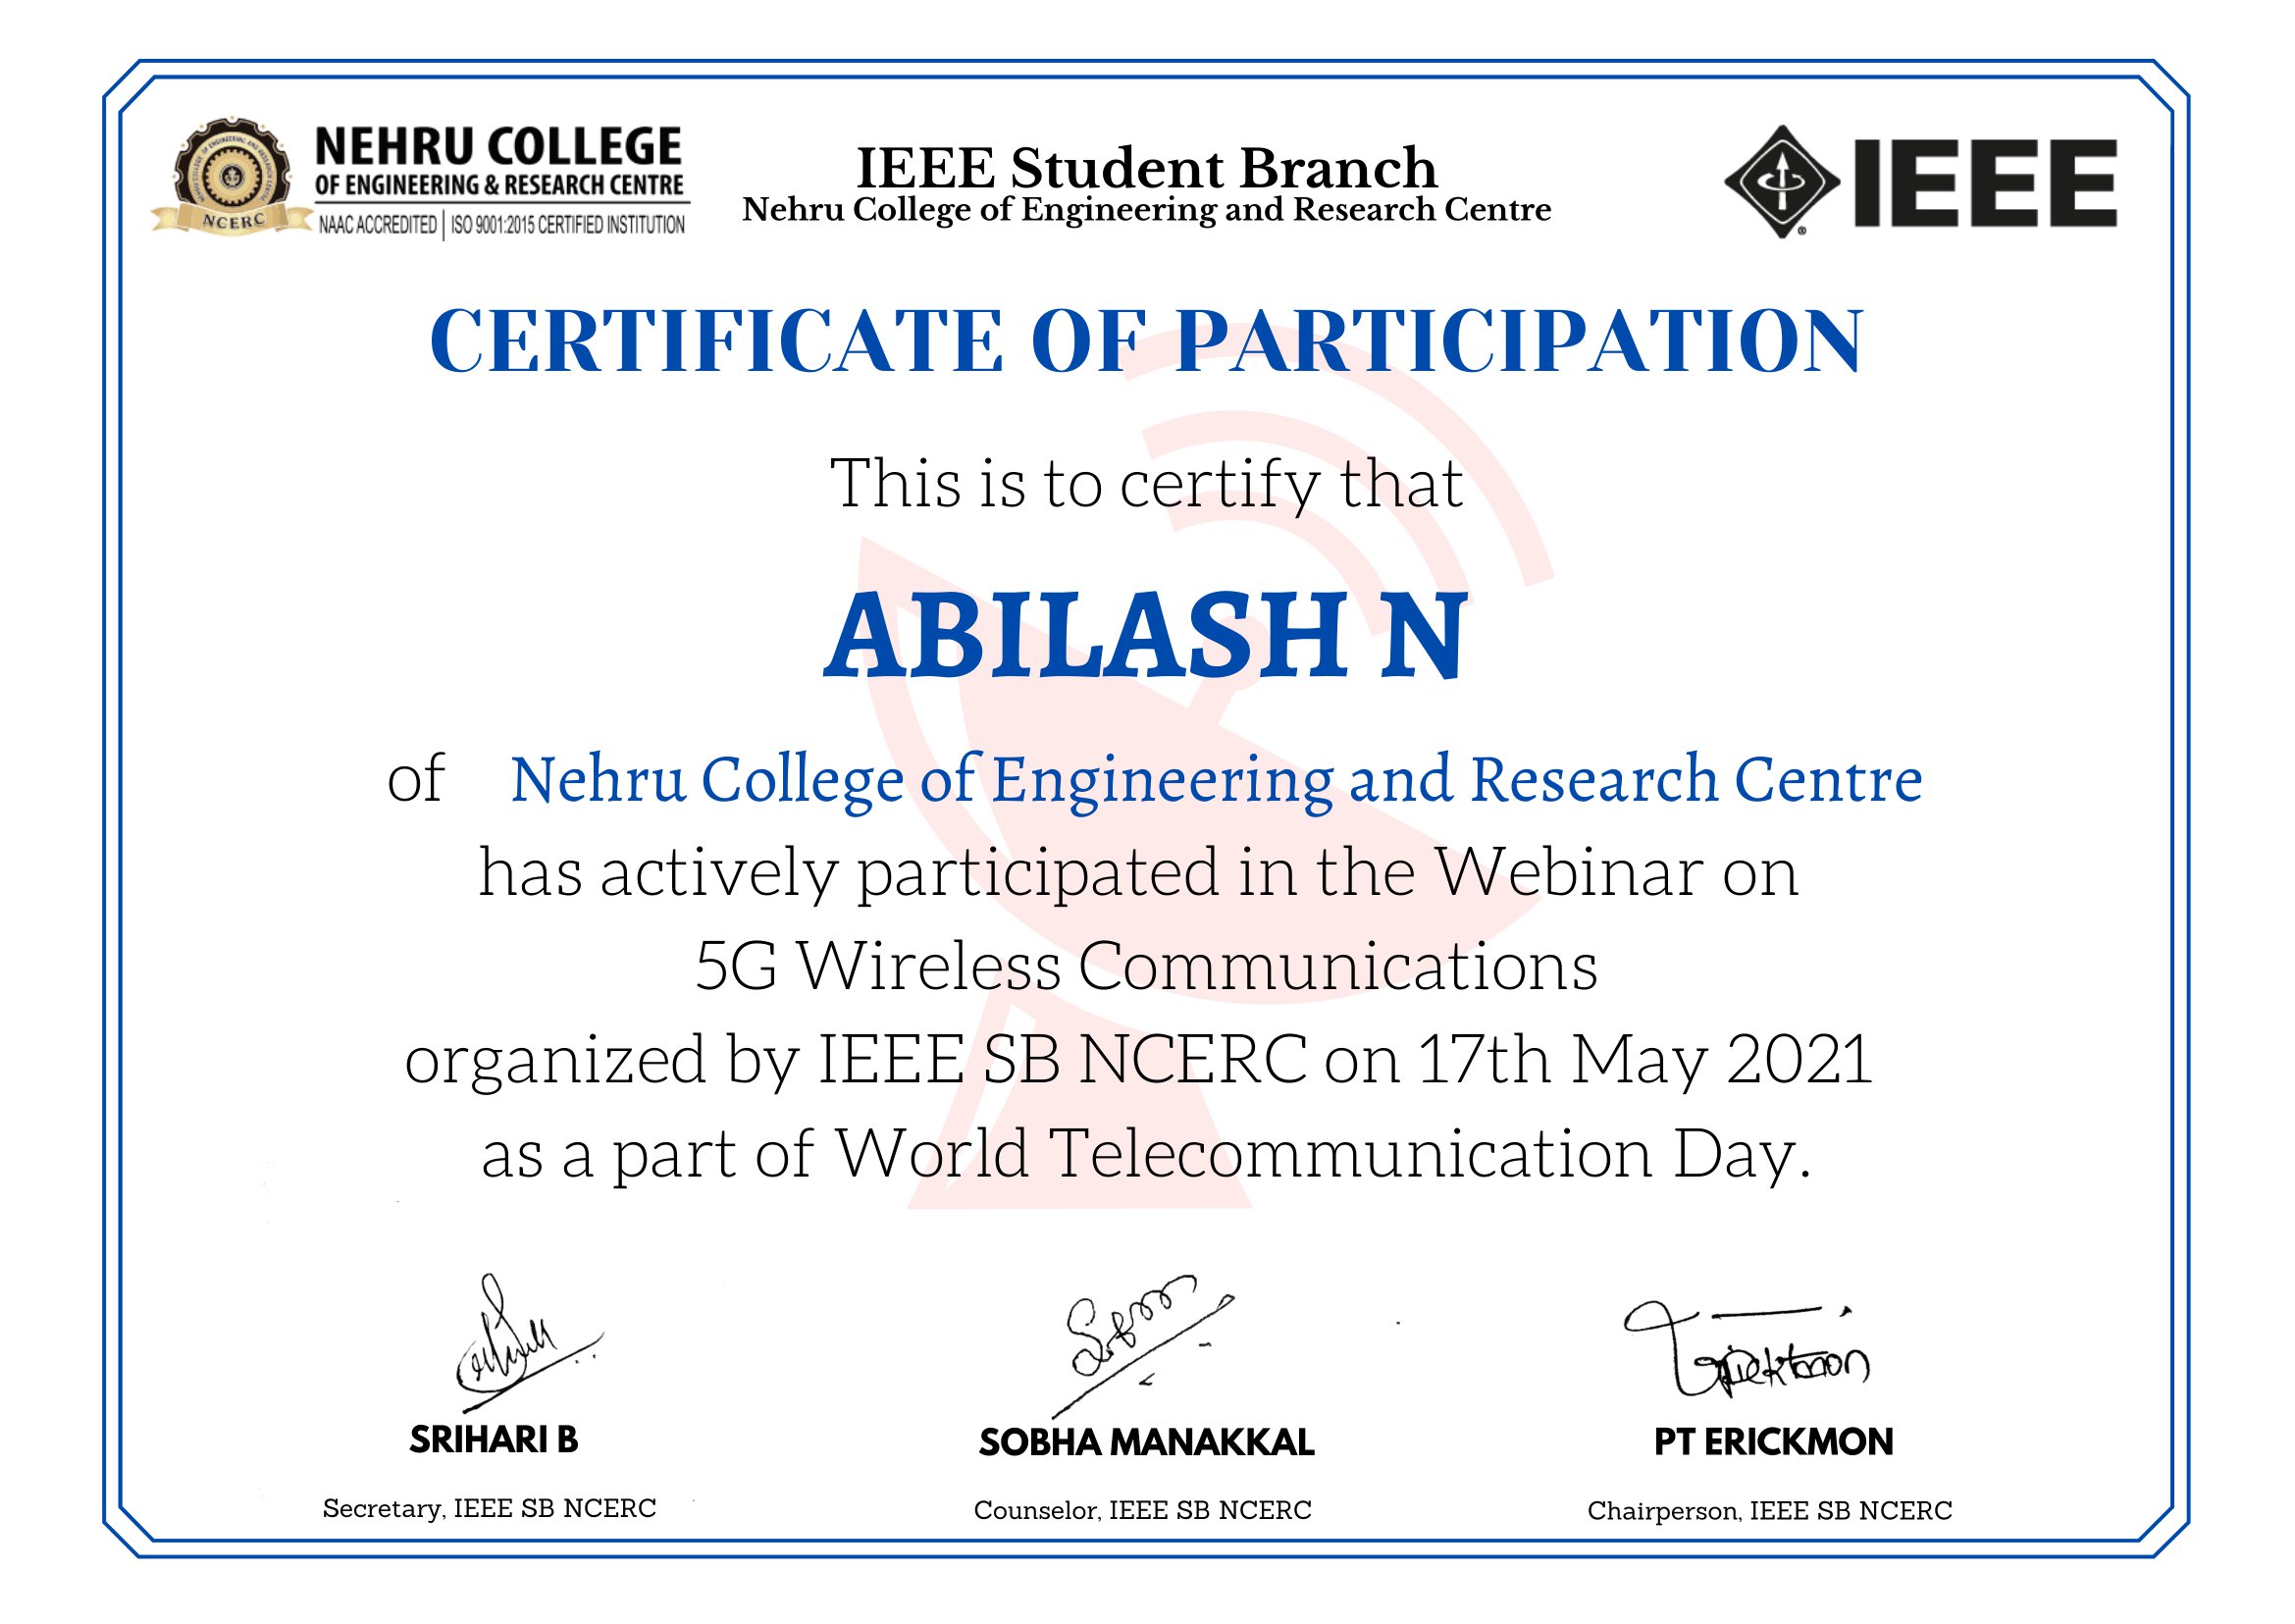 NEHRU COLLEGE
OF ENGINEERING & RESEARCH CENTRE
NAAC ACCREDITED | ISO 9001:2015 CERTIFIED INSTITUTION
NCERC
IEEE Student Branch
Nehru College of Engineering and Research Centre
IEEE
CERTIFICATE OF PARTICIPATION
This is to certify that
ABILASH N
of Nehru College of Engineering and Research Centre
has actively participated in the Webinar on
5G Wireless Communications
organized by IEEE SB NCERC on 17th May 2021
as a part of World Telecommunication Day.
SRIHARI B
Secretary, IEEE SB NCERC
SOBHA MANAKKAL
Counselor, IEEE SB NCERC
PT ERICKMON
Chairperson, IEEE SB NCERC